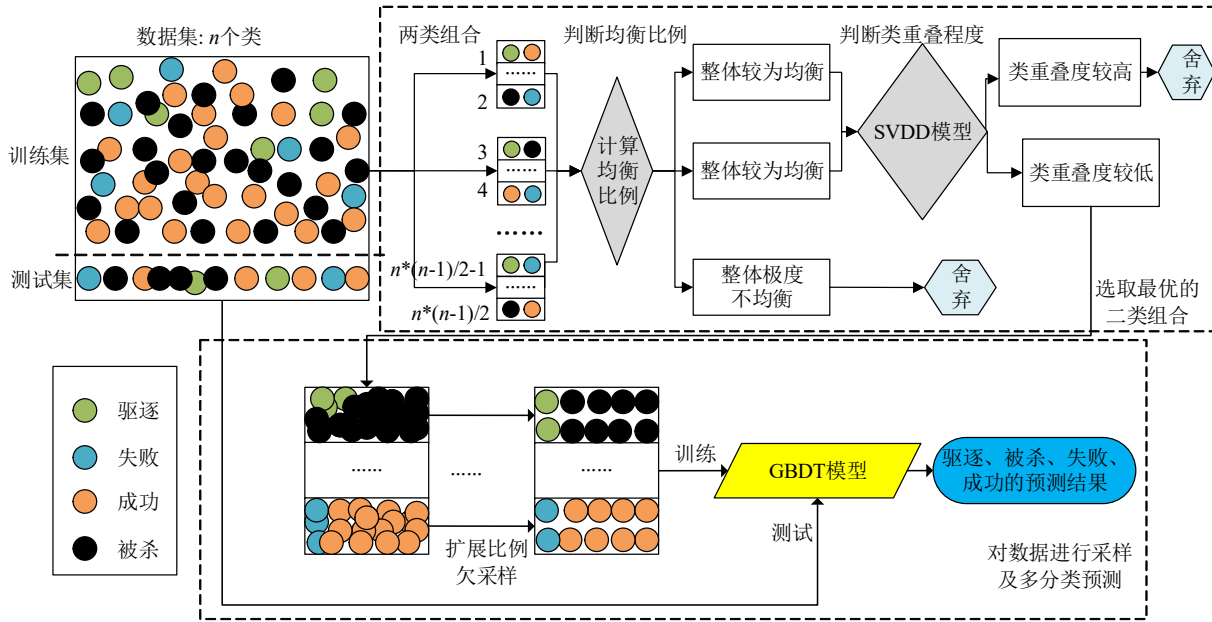 数据集: n个类
训练集
测试集
两类组合
1
······
2
3
······
4
······
n*(n-1)/2-1
······
n*(n-1)/2
计算
均衡
比例
判断均衡比例
整体较为均衡
整体较为均衡
整体极度
不均衡
舍
弃
判断类重叠程度
SVDD模型
类重叠度较高
舍
弃
类重叠度较低
选取最优的
二类组合
驱逐
失败
成功
被杀
······
······
扩展比例
欠采样
······
训练
GBDT模型
测试
驱逐、被杀、失败、
成功的预测结果
对数据进行采样
及多分类预测